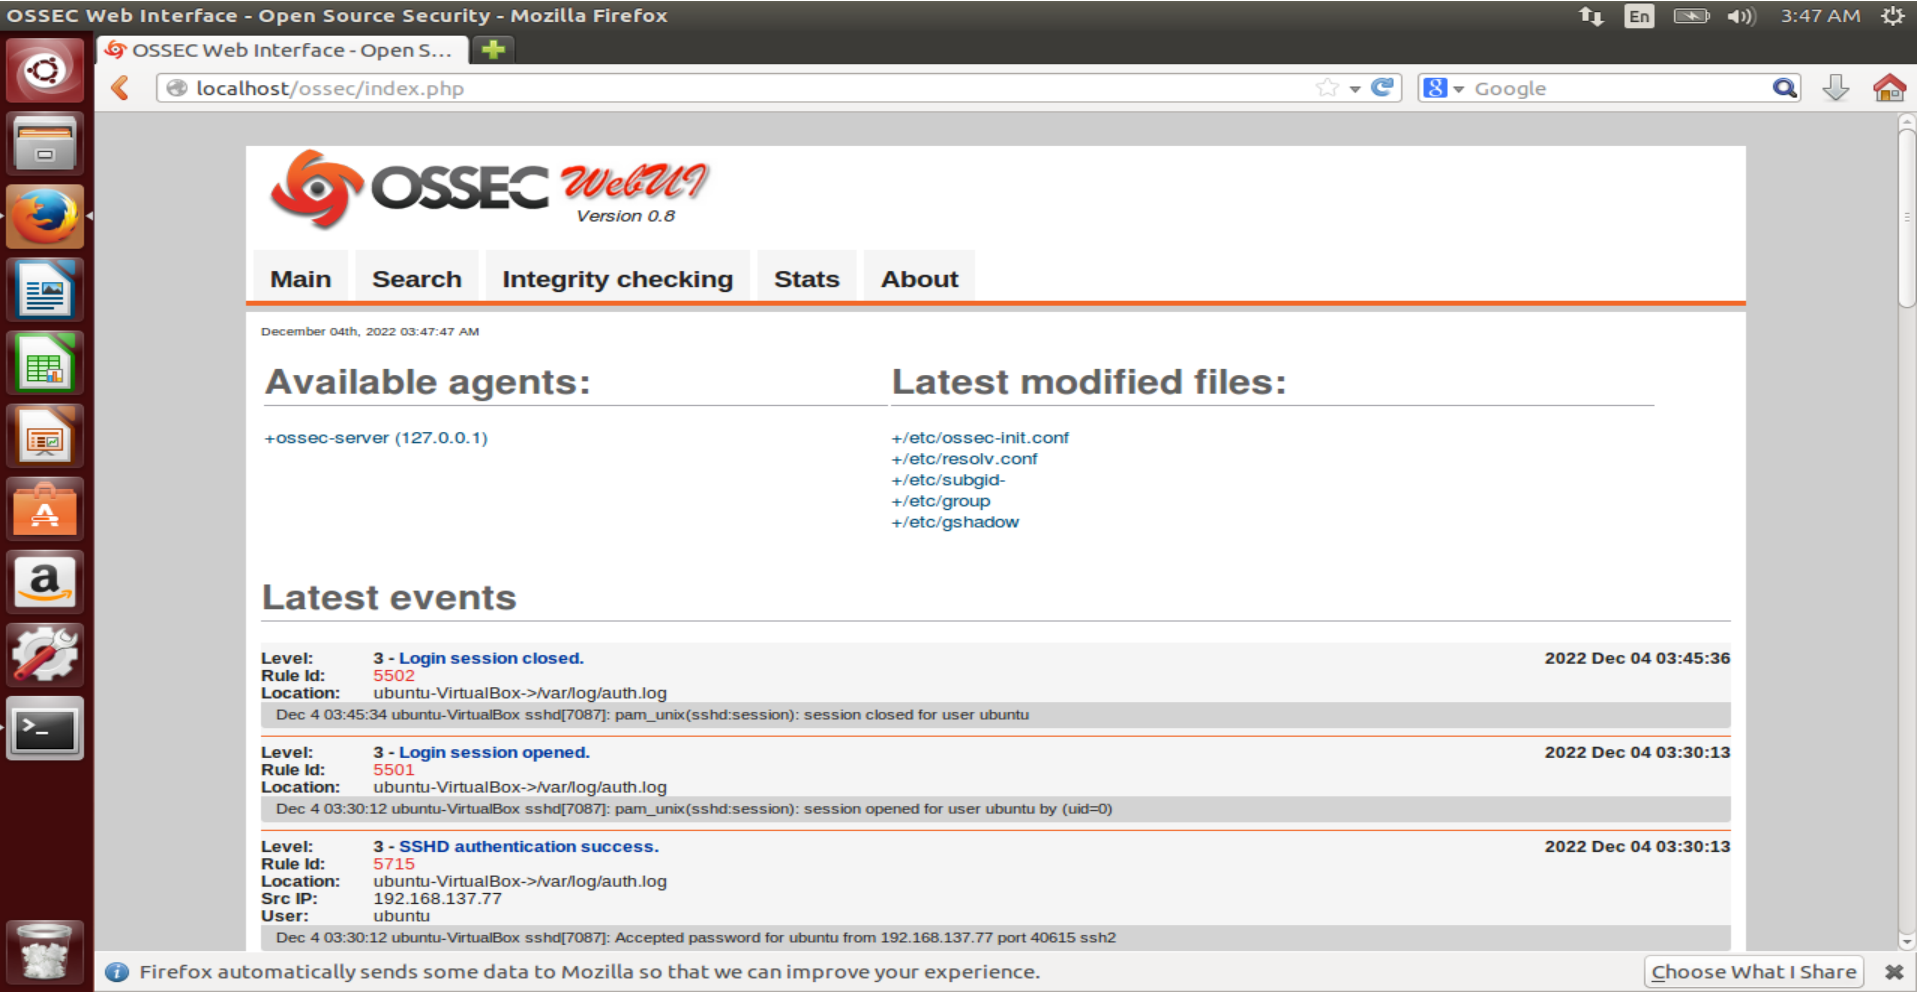 OSSEC Web Interface - Open Source Security - Mozilla Firefox
En
3:47 AM
OSSEC Web Interface - Open S...
localhost/ossec/index.php
8
Google
OSSEC WebUI
Version 0.8
Main Search Integrity checking Stats About
December 04th, 2022 03:47:47 AM
Available agents:
+ossec-server (127.0.0.1)
Latest modified files:
+/etc/ossec-init.conf
+/etc/resolv.conf
+/etc/subgid-
+/etc/group
+/etc/gshadow
Latest events
Level: 3 - Login session closed. 2022 Dec 04 03:45:36
Rule Id: 5502
Location: ubuntu-VirtualBox->/var/log/auth.log
Dec 4 03:45:34 ubuntu-VirtualBox sshd[7087]: pam_unix(sshd:session): session closed for user ubuntu
Level: 3 - Login session opened. 2022 Dec 04 03:30:13
Rule Id: 5501
Location: ubuntu-VirtualBox->/var/log/auth.log
Dec 4 03:30:12 ubuntu-VirtualBox sshd[7087]: pam_unix(sshd:session): session opened for user ubuntu by (uid=0)
Level: 3 - SSHD authentication success. 2022 Dec 04 03:30:13
Rule Id: 5715
Location: ubuntu-VirtualBox->/var/log/auth.log
Src IP: 192.168.137.77
User: ubuntu
Dec 4 03:30:12 ubuntu-VirtualBox sshd[7087]: Accepted password for ubuntu from 192.168.137.77 port 40615 ssh2
Firefox automatically sends some data to Mozilla so that we can improve your experience.
Choose What I Share